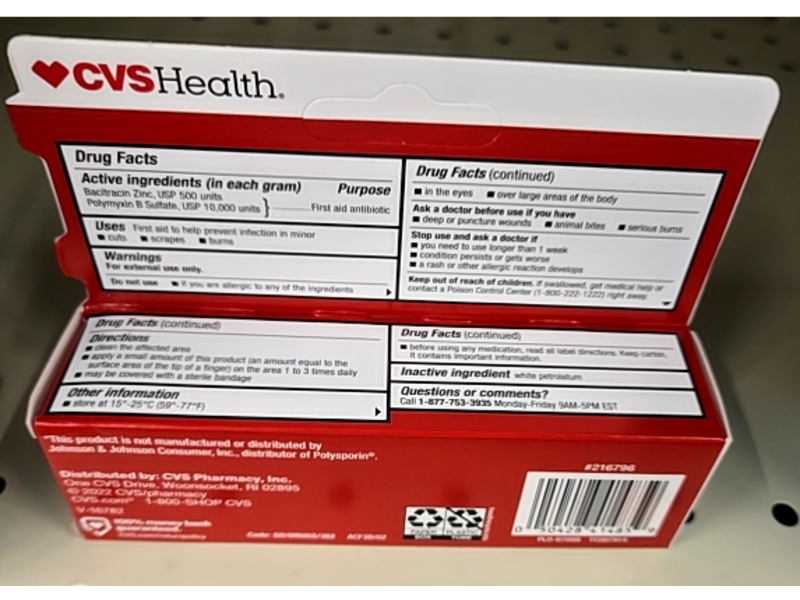 CVSHealth®
Drug Facts
Active ingredients (in each gram) Purpose
Bacitracin Zinc, USP 500 units
Polymyxin B Sulfate, USP 10,000 units } ............First aid antibiotic
Uses First aid to help prevent infection in minor
■ cuts ■ scrapes ■ burns
Warnings
For external use only.
Do not use ■ if you are allergic to any of the ingredients
Drug Facts (continued)
■ in the eyes ■ over large areas of the body
Ask a doctor before use if you have
■ deep or puncture wounds ■ animal bites ■ serious burns
Stop use and ask a doctor if
■ you need to use longer than 1 week
■ condition persists or gets worse
■ a rash or other allergic reaction develops
Keep out of reach of children. If swallowed, get medical help or
contact a Poison Control Center (1-800-222-1222) right away.
Drug Facts (continued)
Directions
■ clean the affected area
■ apply a small amount of this product (an amount equal to the
surface area of the tip of a finger) on the area 1 to 3 times daily
■ may be covered with a sterile bandage
Other information
■ store at 15°-25°C (59°-77°F)
Drug Facts (continued)
■ before using any medication, read all label directions. Keep carton,
it contains important information.
Inactive ingredient white petrolatum
Questions or comments?
Call 1-877-753-3935 Monday-Friday 9AM-5PM EST
*This product is not manufactured or distributed by
Johnson & Johnson Consumer, Inc., distributor of Polysporin®.
Distributed by: CVS Pharmacy, Inc.
One CVS Drive, Woonsocket, RI 02895
© 2022 CVS/pharmacy
CVS.com® 1-800-SHOP CVS
V-16782
100% money back
guaranteed.
#216796
PAPER PLASTIC
BOX TUBE
0 50428 41483 9